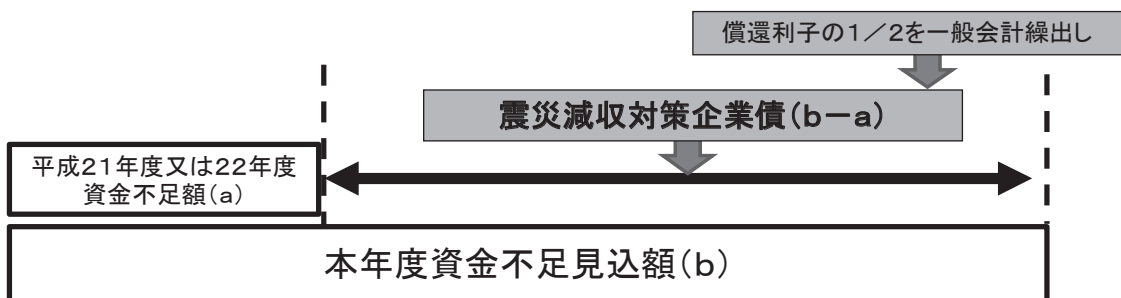 償還利子の1／2を一般会計繰出し
震災減収対策企業債(b－a)
平成21年度又は22年度
資金不足額(a)
本年度資金不足見込額(b)